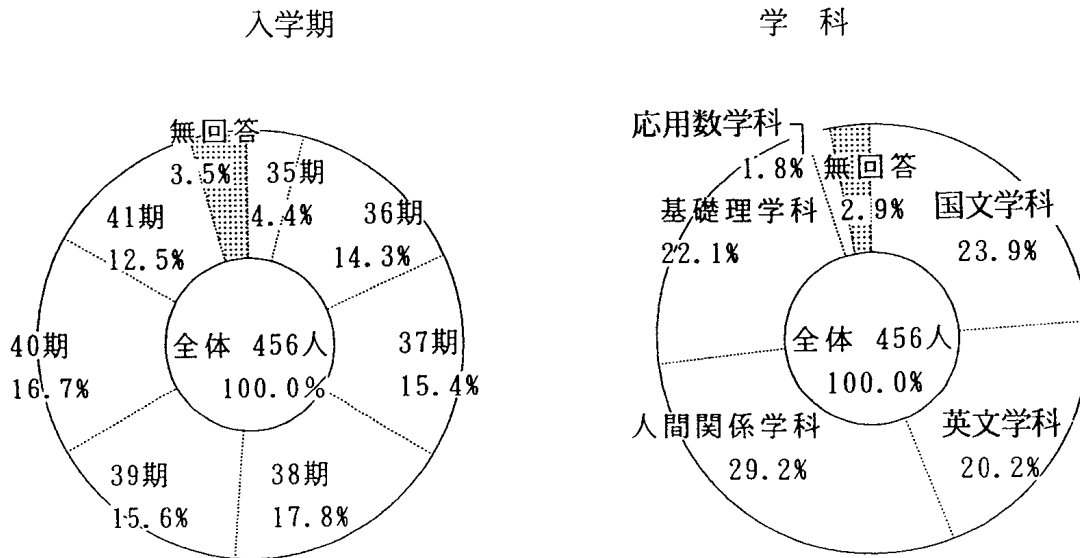 入学期
無回答
3.5%
35期
4.4%
36期
14.3%
37期
15.4%
38期
17.8%
39期
15.6%
40期
16.7%
41期
12.5%
全体 456人
100.0%
学 科
無回答
2.9%
国文学科
23.9%
英文学科
20.2%
人間関係学科
29.2%
基礎理学科
22.1%
応用数学科
1.8%
全体 456人
100.0%